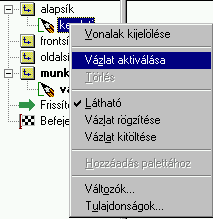 alapsík
frontsí
oldalsí
munk
v
Frissíté
Befeje
Vonalak kijelölése
Vázlat aktiválása
Törlés
Látható
Vázlat rögzítése
Vázlat kitöltése
Hozzáadás palettához
Változók...
Tulajdonságok...